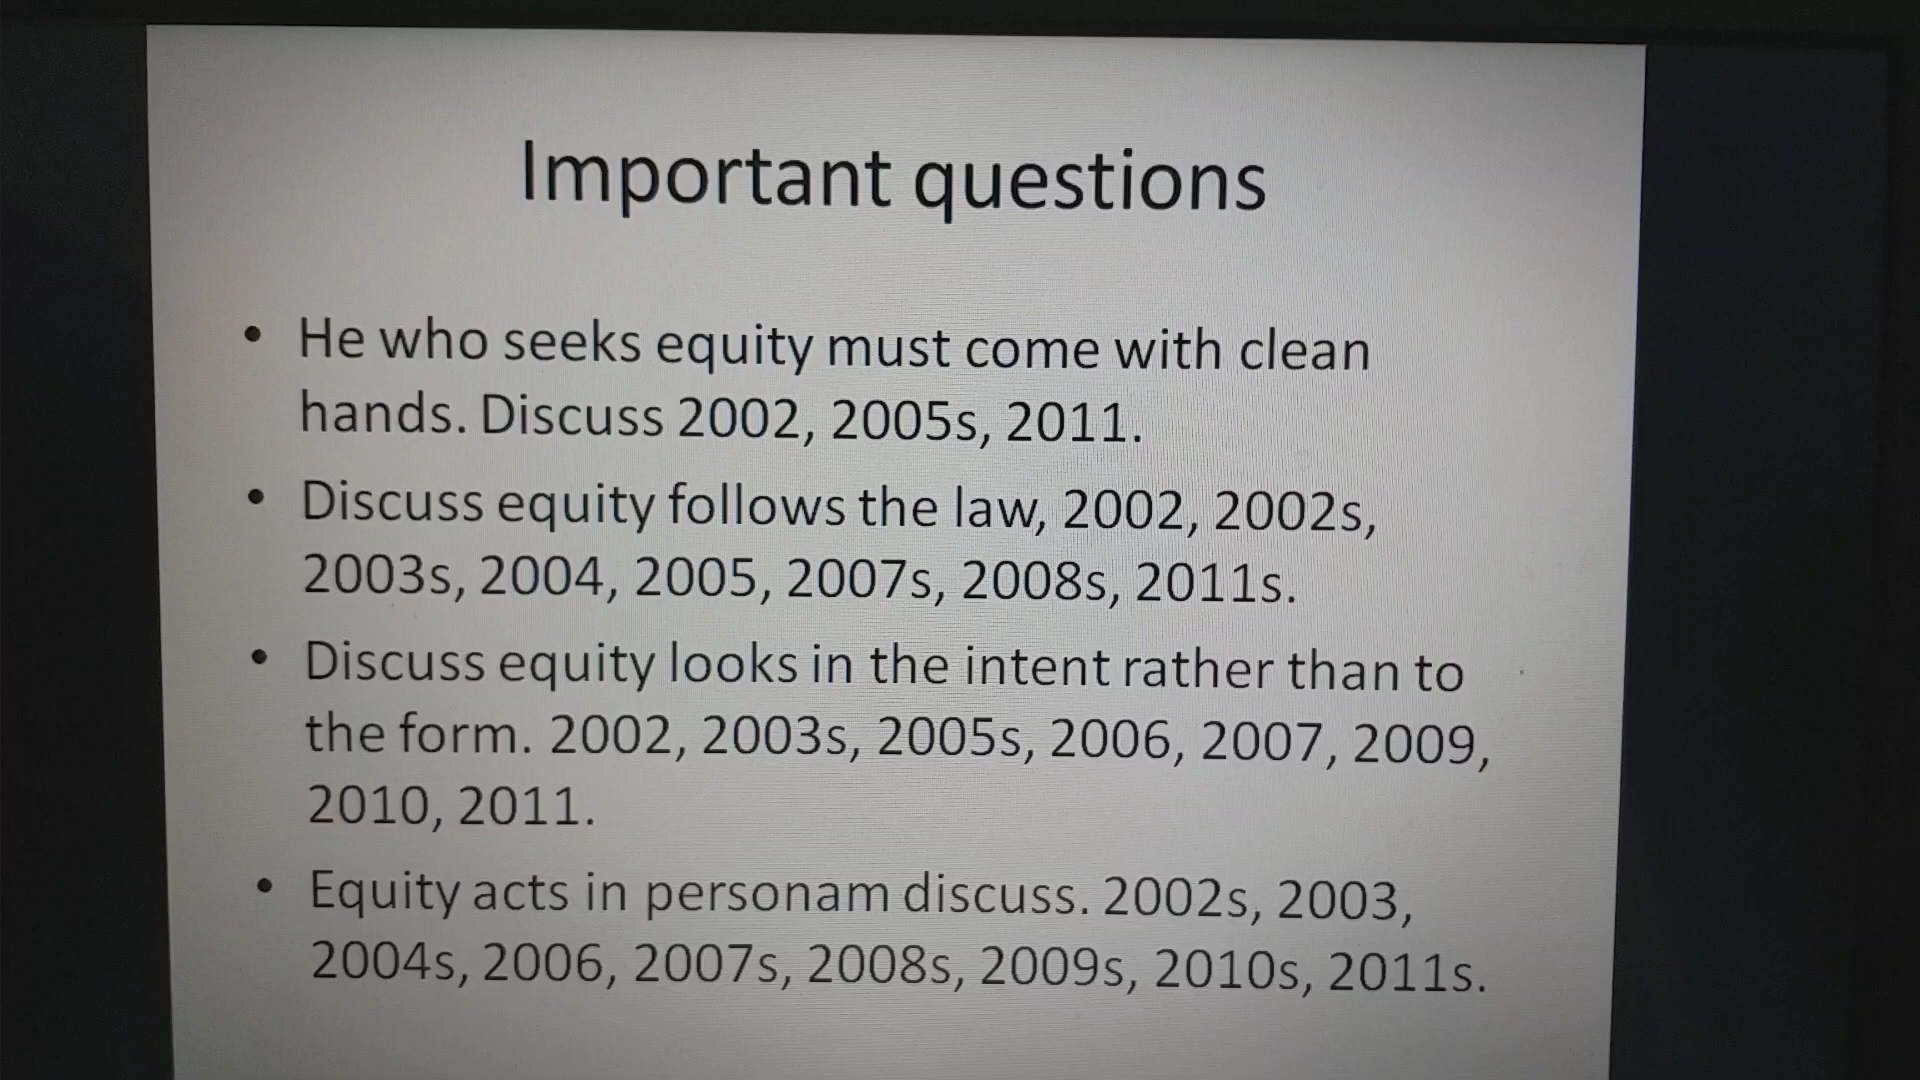 Important questions
• He who seeks equity must come with clean
hands. Discuss 2002, 2005s, 2011.
• Discuss equity follows the law, 2002, 2002s,
2003s, 2004, 2005, 2007s, 2008s, 2011s.
• Discuss equity looks in the intent rather than to
the form. 2002, 2003s, 2005s, 2006, 2007, 2009,
2010, 2011.
• Equity acts in personam discuss. 2002s, 2003,
2004s, 2006, 2007s, 2008s, 2009s, 2010s, 2011s.